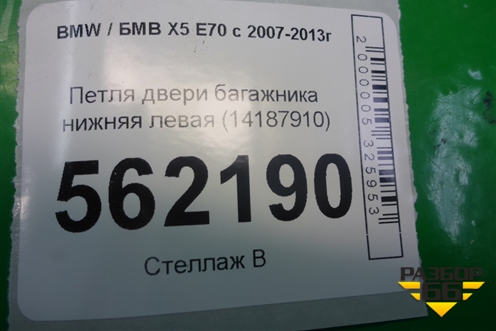 BMW / БМВ X5 E70 с 2007-2013г
Петля двери багажника
нижняя левая (14187910)
562190
Стеллаж В
2000005325953
РАЗБОР
66